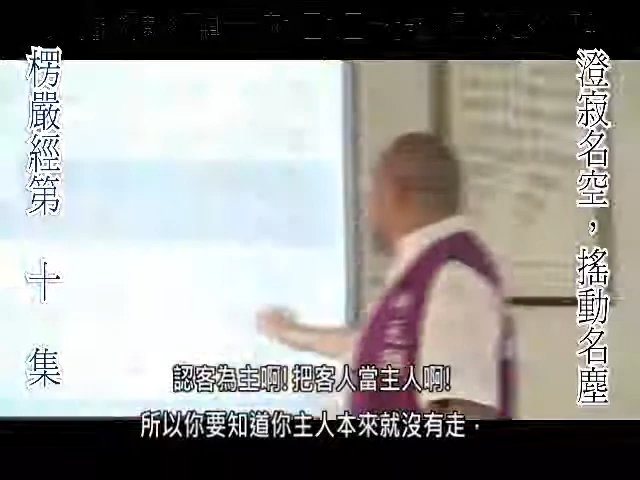 楞嚴經第十集
澄寂名空，搖動名塵
認客為主啊!把客人當主人啊!
所以你要知道你主人本來就沒有走．